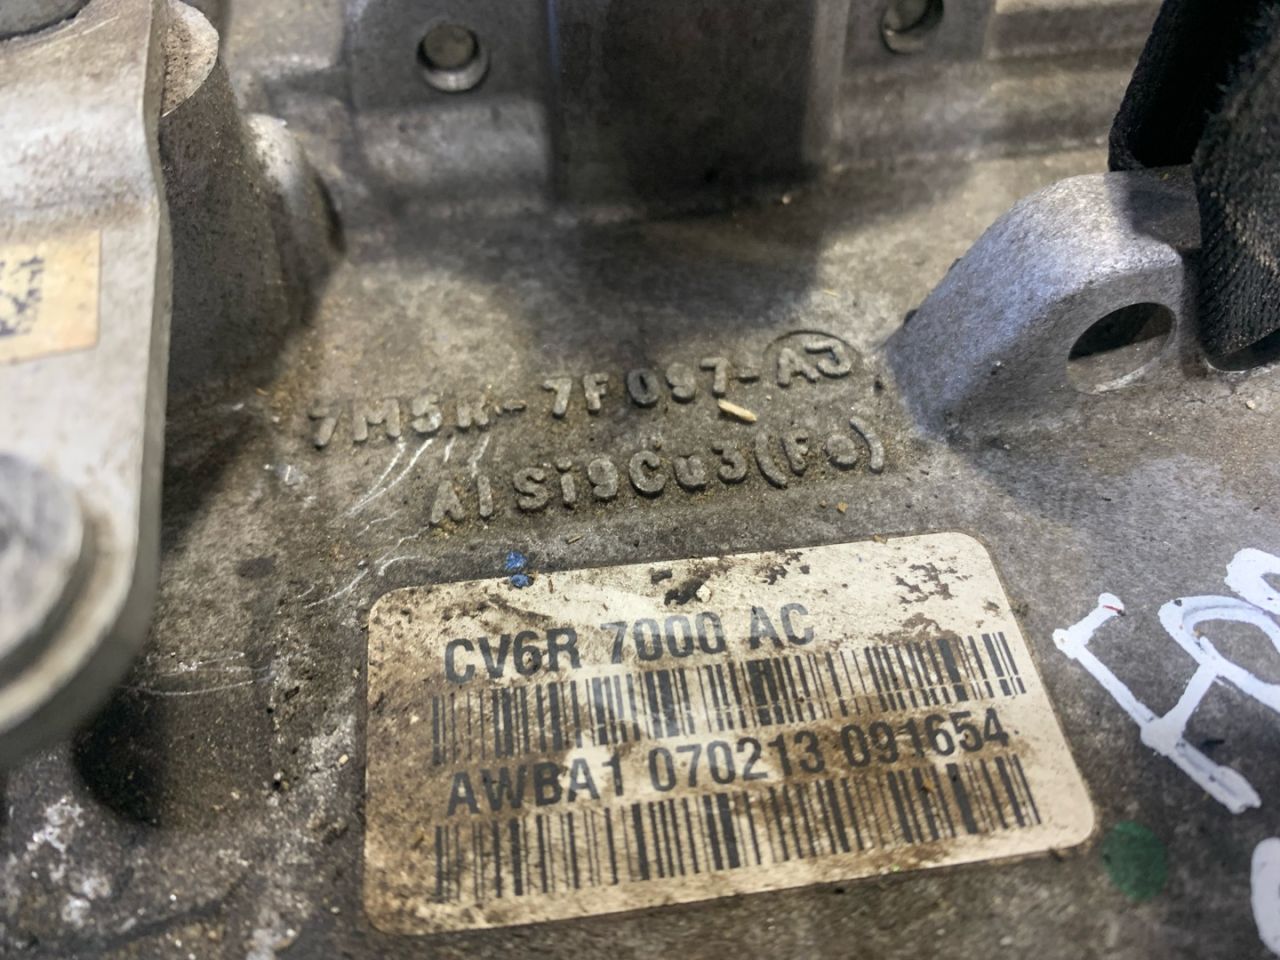 7M5R-7F097-AJ
AlSi9Cu3(Fe)
CV6R 7000 AC
AWBA1 070213 091654